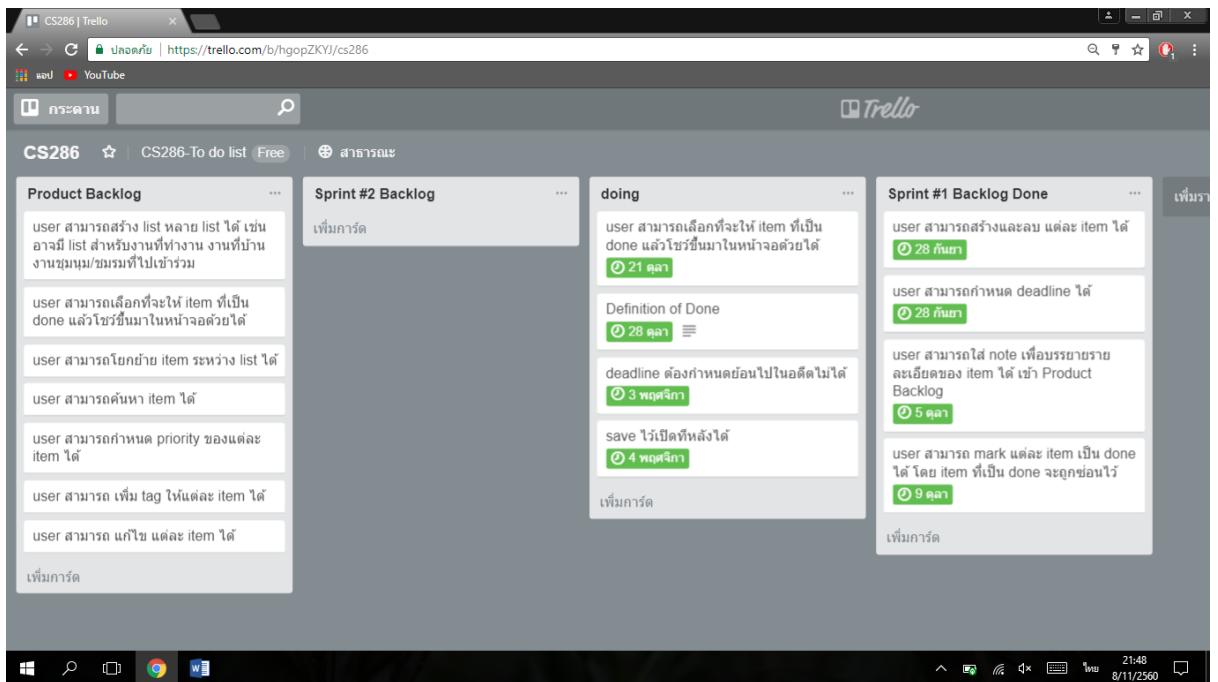 CS286 | Trello
ปลอดภัย | https://trello.com/b/hgopZKYJ/cs286
แอป YouTube
กระดาน
Trello
CS286 CS286-To do list Free สาธารณะ
Product Backlog
user สามารถสร้าง list หลาย list ได้ เช่น
อาจมี list สำหรับงานที่ทำงาน งานที่บ้าน
งานชุมนุม/ชมรมที่ไปเข้าร่วม
user สามารถเลือกที่จะให้ item ที่เป็น
done แล้วโชว์ขึ้นมาในหน้าจอด้วยได้
user สามารถโยกย้าย item ระหว่าง list ได้
user สามารถค้นหา item ได้
user สามารถกำหนด priority ของแต่ละ
item ได้
user สามารถ เพิ่ม tag ให้แต่ละ item ได้
user สามารถ แก้ไข แต่ละ item ได้
เพิ่มการ์ด
Sprint #2 Backlog
เพิ่มการ์ด
doing
user สามารถเลือกที่จะให้ item ที่เป็น
done แล้วโชว์ขึ้นมาในหน้าจอด้วยได้
21 ตุลา
Definition of Done
28 ตุลา
deadline ต้องกำหนดย้อนไปในอดีตไม่ได้
3 พฤศจิกา
save ไว้เปิดทีหลังได้
4 พฤศจิกา
เพิ่มการ์ด
Sprint #1 Backlog Done
user สามารถสร้างและลบ แต่ละ item ได้
28 กันยา
user สามารถกำหนด deadline ได้
28 กันยา
user สามารถใส่ note เพื่อบรรยายราย
ละเอียดของ item ได้ เข้า Product
Backlog
5 ตุลา
user สามารถ mark แต่ละ item เป็น done
ได้ โดย item ที่เป็น done จะถูกซ่อนไว้
9 ตุลา
เพิ่มการ์ด
เพิ่มรา
ไทย
21:48
8/11/2560